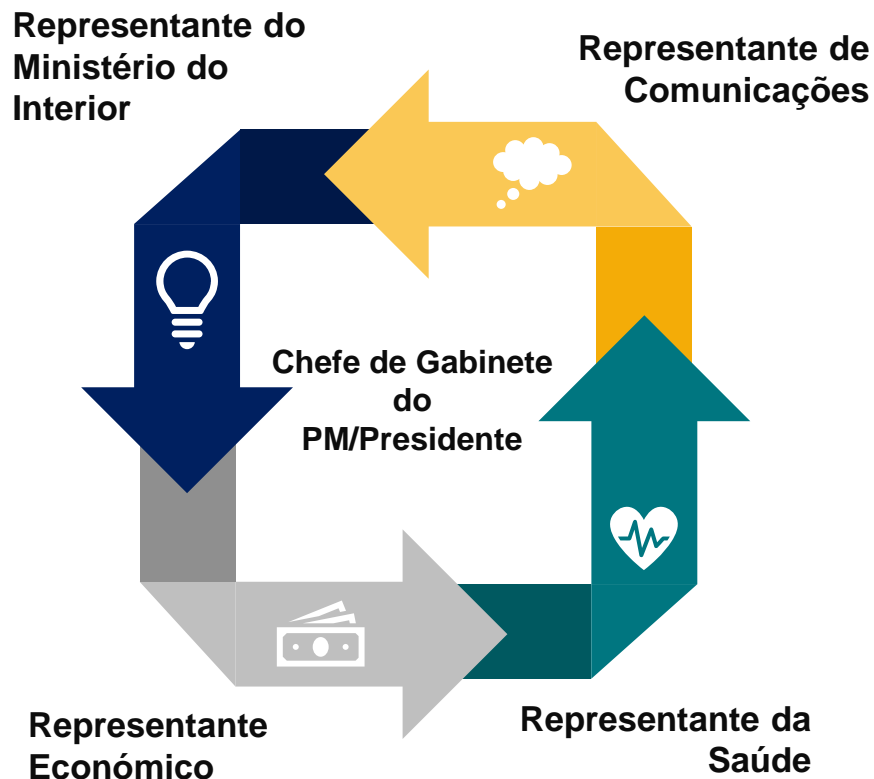 Representante do
Ministério do
Interior
Representante de
Comunicações
Chefe de Gabinete
do
PM/Presidente
Representante
Económico
Representante da
Saúde